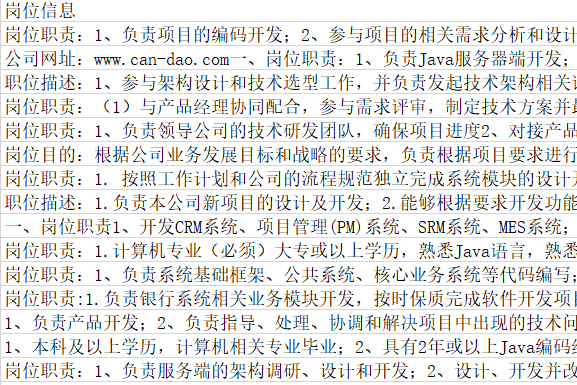 岗位信息
岗位职责：1、负责项目的编码开发；2、参与项目的相关需求分析和设计
公司网址：www.can-dao.com一、岗位职责：1、负责Java服务器端开发；
职位描述：1、参与架构设计和技术选型工作，并负责发起技术架构相关
岗位职责：（1）与产品经理协同配合，参与需求评审，制定技术方案并
岗位职责：1、负责领导公司的技术研发团队，确保项目进度2、对接产品
岗位目的：根据公司业务发展目标和战略的要求，负责根据项目要求进行
岗位职责：1. 按照工作计划和公司的流程规范独立完成系统模块的设计
职位描述：1.负责本公司新项目的设计及开发；2.能够根据要求开发功能
一、岗位职责1、开发CRM系统、项目管理(PM)系统、SRM系统、MES系统；
岗位职责：1.计算机专业（必须）大专或以上学历，熟悉Java语言，熟悉
岗位职责：1、负责系统基础框架、公共系统、核心业务系统等代码编写；
岗位职责:1.负责银行系统相关业务模块开发，按时保质完成软件开发项目
1、负责产品开发；2、负责指导、处理、协调和解决项目中出现的技术问
1、本科及以上学历，计算机相关专业毕业；2、具有2年或以上Java编码
岗位职责：1、负责服务端的架构调研、设计和开发；2、设计、开发并改